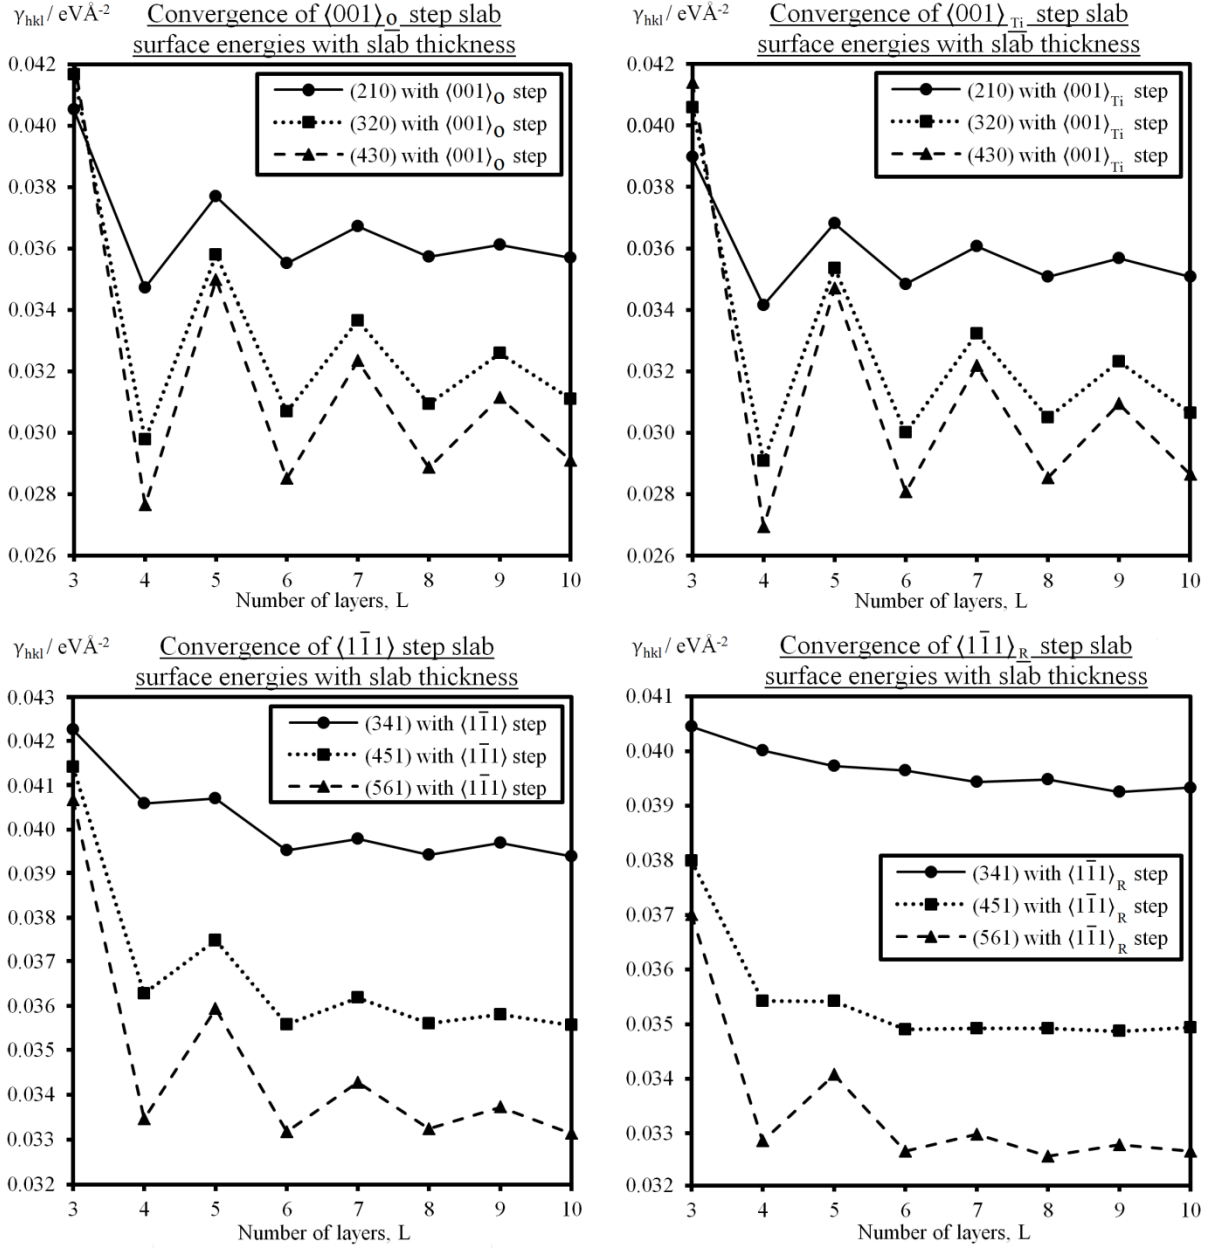 γhkl / eVÅ-2
Convergence of ⟨001⟩O step slab
surface energies with slab thickness
0.042
0.040
0.038
0.036
0.034
0.032
0.030
0.028
0.026
(210) with ⟨001⟩O step
(320) with ⟨001⟩O step
(430) with ⟨001⟩O step
3 4 5 6 7 8 9 10
Number of layers, L
γhkl / eVÅ-2
Convergence of ⟨001⟩Ti step slab
surface energies with slab thickness
0.042
0.040
0.038
0.036
0.034
0.032
0.030
0.028
0.026
(210) with ⟨001⟩Ti step
(320) with ⟨001⟩Ti step
(430) with ⟨001⟩Ti step
3 4 5 6 7 8 9 10
Number of layers, L
γhkl / eVÅ-2
Convergence of ⟨11̅1⟩ step slab
surface energies with slab thickness
0.043
0.042
0.041
0.040
0.039
0.038
0.037
0.036
0.035
0.034
0.033
0.032
(341) with ⟨11̅1⟩ step
(451) with ⟨11̅1⟩ step
(561) with ⟨11̅1⟩ step
3 4 5 6 7 8 9 10
Number of layers, L
γhkl / eVÅ-2
Convergence of ⟨11̅1⟩R step slab
surface energies with slab thickness
0.041
0.040
0.039
0.038
0.037
0.036
0.035
0.034
0.033
0.032
(341) with ⟨11̅1⟩R step
(451) with ⟨11̅1⟩R step
(561) with ⟨11̅1⟩R step
3 4 5 6 7 8 9 10
Number of layers, L